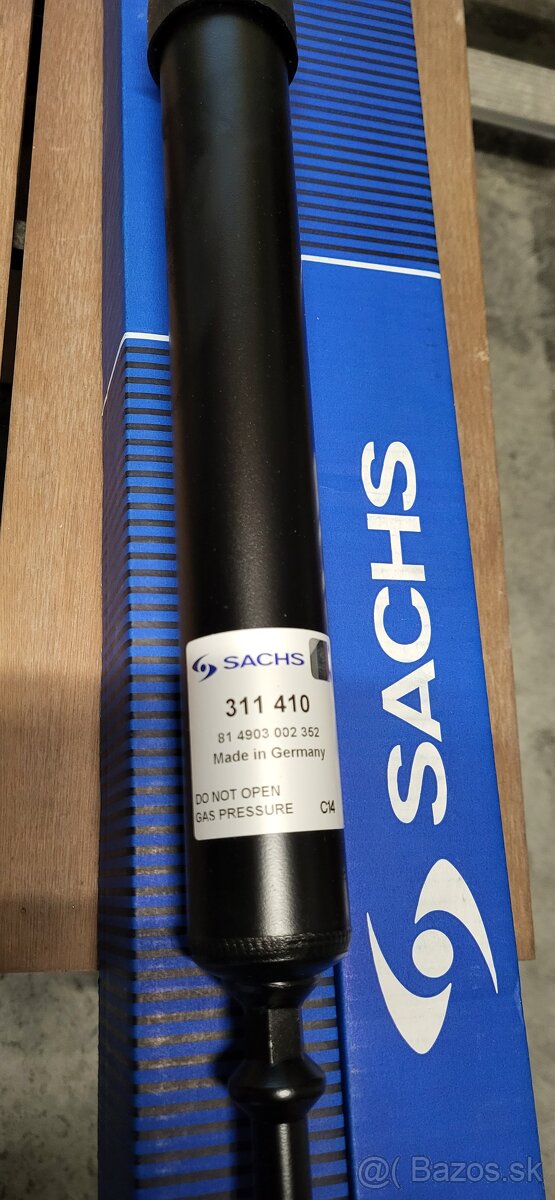 SACHS
311 410
81 4903 002 352
Made in Germany
DO NOT OPEN
GAS PRESSURE C14
SACHS
@( Bazos.sk